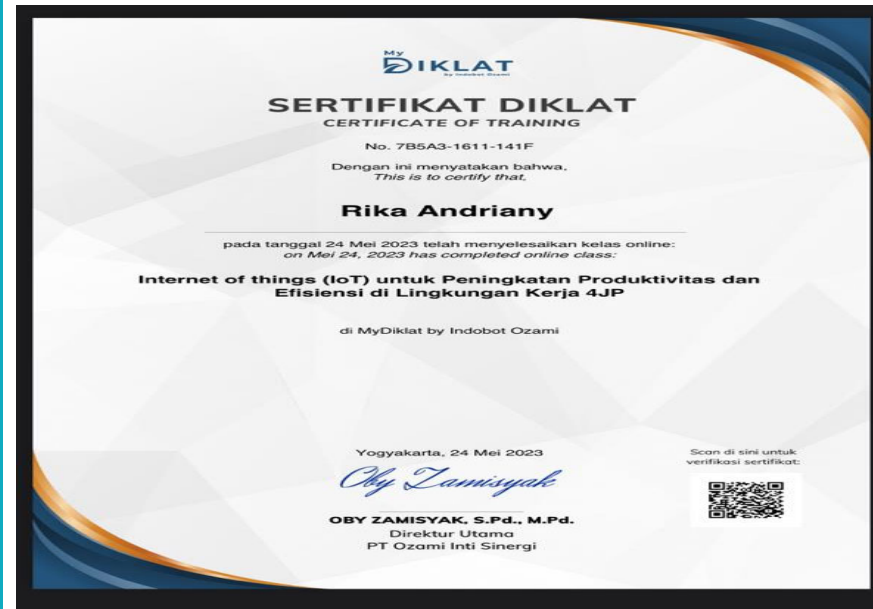 My
DIKLAT
by Indobot Ozami
SERTIFIKAT DIKLAT
CERTIFICATE OF TRAINING
No. 7B5A3-1611-141F
Dengan ini menyatakan bahwa,
This is to certify that,
Rika Andriany
pada tanggal 24 Mei 2023 telah menyelesaikan kelas online:
on Mei 24, 2023 has completed online class:
Internet of things (IoT) untuk Peningkatan Produktivitas dan
Efisiensi di Lingkungan Kerja 4JP
di MyDiklat by Indobot Ozami
Yogyakarta, 24 Mei 2023
Scan di sini untuk
verifikasi sertifikat:
Oby Zamisyak
OBY ZAMISYAK, S.Pd., M.Pd.
Direktur Utama
PT Ozami Inti Sinergi